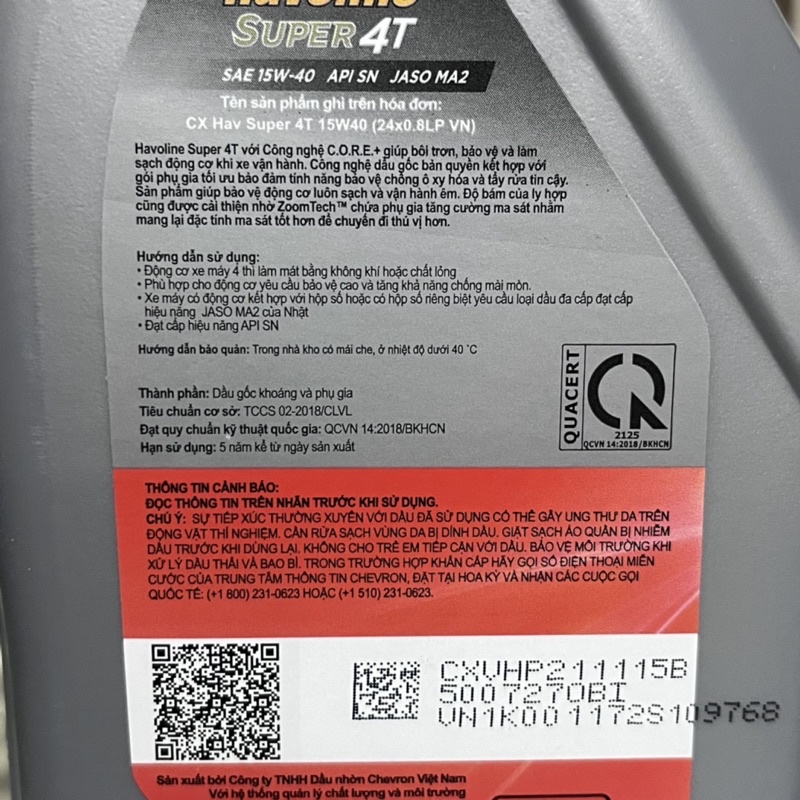 Havoline
SUPER 4T
SAE 15W-40 API SN JASO MA2
Tên sản phẩm ghi trên hóa đơn:
CX Hav Super 4T 15W40 (24x0.8LP VN)
Havoline Super 4T với Công nghệ C.O.R.E.+ giúp bôi trơn, bảo vệ và làm
sạch động cơ khi xe vận hành. Công nghệ dầu gốc bản quyền kết hợp với
gói phụ gia tối ưu bảo đảm tính năng bảo vệ chống ô xy hóa và tẩy rửa tin cậy.
Sản phẩm giúp bảo vệ động cơ luôn sạch và vận hành êm. Độ bám của ly hợp
cũng được cải thiện nhờ ZoomTech™ chứa phụ gia tăng cường ma sát nhằm
mang lại đặc tính ma sát tốt hơn để chuyến đi thú vị hơn.
Hướng dẫn sử dụng:
• Động cơ xe máy 4 thì làm mát bằng không khí hoặc chất lỏng
• Phù hợp cho động cơ yêu cầu bảo vệ cao và tăng khả năng chống mài mòn.
• Xe máy có động cơ kết hợp với hộp số hoặc có hộp số riêng biệt yêu cầu loại dầu đa cấp đạt cấp
hiệu năng JASO MA2 của Nhật
• Đạt cấp hiệu năng API SN
Hướng dẫn bảo quản: Trong nhà kho có mái che, ở nhiệt độ dưới 40 °C
Thành phần: Dầu gốc khoáng và phụ gia
Tiêu chuẩn cơ sở: TCCS 02-2018/CLVL
Đạt quy chuẩn kỹ thuật quốc gia: QCVN 14:2018/BKHCN
Hạn sử dụng: 5 năm kể từ ngày sản xuất
QUACERT
2125
QCVN 14:2018/BKHCN
THÔNG TIN CẢNH BÁO:
ĐỌC THÔNG TIN TRÊN NHÃN TRƯỚC KHI SỬ DỤNG.
CHÚ Ý: SỰ TIẾP XÚC THƯỜNG XUYÊN VỚI DẦU ĐÃ SỬ DỤNG CÓ THỂ GÂY UNG THƯ DA TRÊN
ĐỘNG VẬT THÍ NGHIỆM. CẦN RỬA SẠCH VÙNG DA BỊ DÍNH DẦU. GIẶT SẠCH ÁO QUẦN BỊ NHIỄM
DẦU TRƯỚC KHI DÙNG LẠI. KHÔNG CHO TRẺ EM TIẾP CẬN VỚI DẦU. BẢO VỆ MÔI TRƯỜNG KHI
XỬ LÝ DẦU THẢI VÀ BAO BÌ. TRONG TRƯỜNG HỢP KHẨN CẤP HÃY GỌI SỐ ĐIỆN THOẠI MIỄN
CƯỚC CỦA TRUNG TÂM THÔNG TIN CHEVRON, ĐẶT TẠI HOA KỲ VÀ NHẬN CÁC CUỘC GỌI
QUỐC TẾ: (+1 800) 231-0623 HOẶC (+1 510) 231-0623.
CXVHP211115B
5007270BI
VN1K001172S109768
Sản xuất bởi Công ty TNHH Dầu nhờn Chevron Việt Nam
Với hệ thống quản lý chất lượng và môi trường